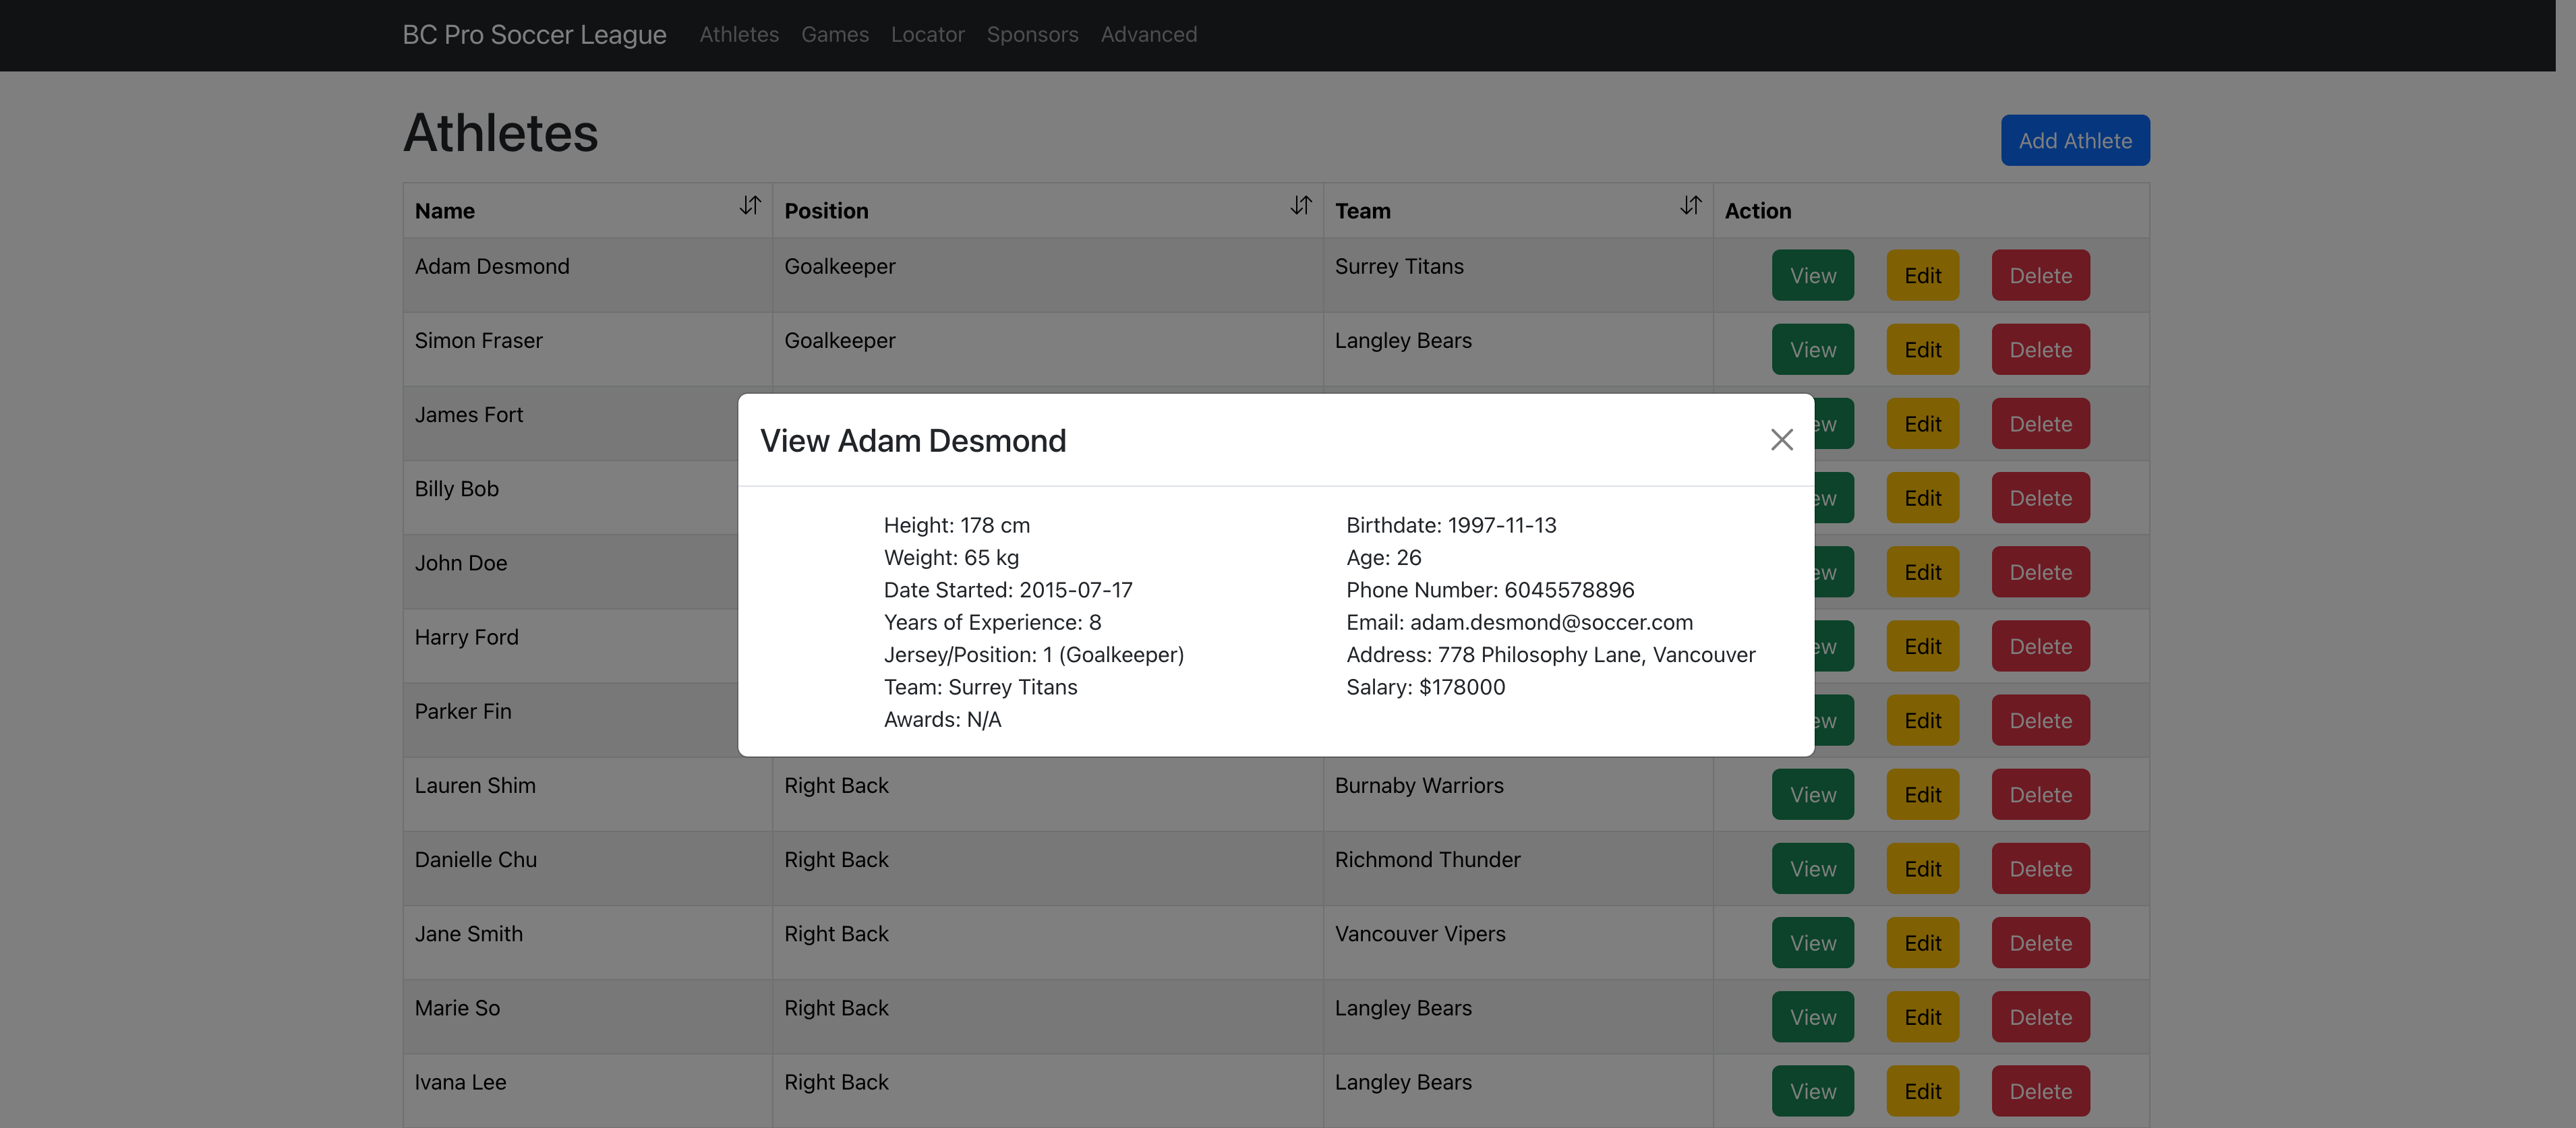 BC Pro Soccer League Athletes Games Locator Sponsors Advanced
Athletes
Add Athlete
Name Position Team Action
Adam Desmond Goalkeeper Surrey Titans View Edit Delete
Simon Fraser Goalkeeper Langley Bears View Edit Delete
James Fort Edit Delete
View Adam Desmond
Billy Bob Edit Delete
Height: 178 cm Birthdate: 1997-11-13
Weight: 65 kg Age: 26
John Doe Edit Delete
Date Started: 2015-07-17 Phone Number: 6045578896
Years of Experience: 8 Email: adam.desmond@soccer.com
Harry Ford Edit Delete
Jersey/Position: 1 (Goalkeeper) Address: 778 Philosophy Lane, Vancouver
Team: Surrey Titans Salary: $178000
Parker Fin Edit Delete
Awards: N/A
Lauren Shim Right Back Burnaby Warriors View Edit Delete
Danielle Chu Right Back Richmond Thunder View Edit Delete
Jane Smith Right Back Vancouver Vipers View Edit Delete
Marie So Right Back Langley Bears View Edit Delete
Ivana Lee Right Back Langley Bears View Edit Delete